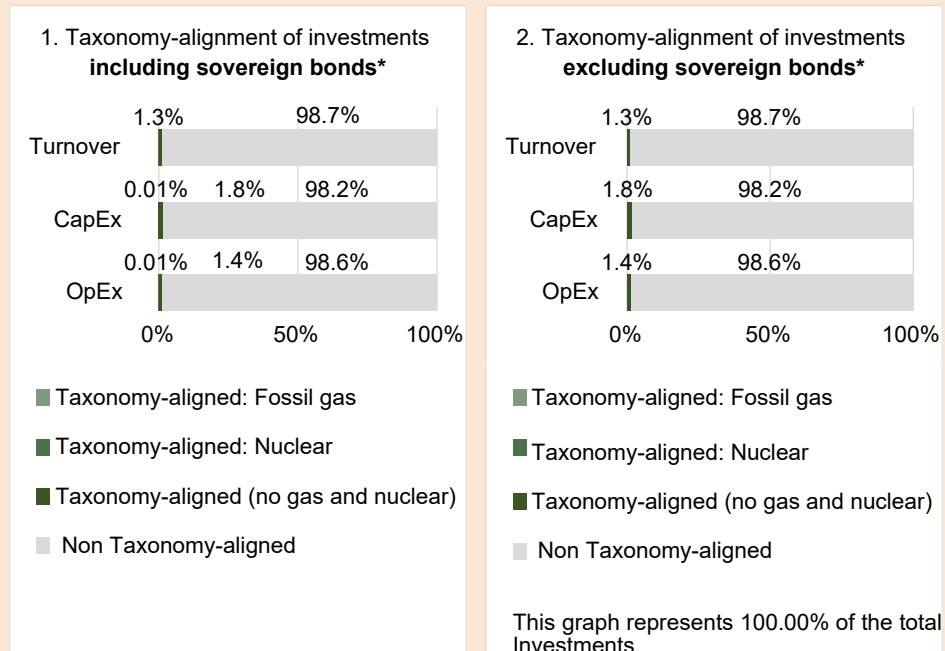 1. Taxonomy-alignment of investments
including sovereign bonds*
1.3% 98.7%
Turnover
0.01% 1.8% 98.2%
CapEx
0.01% 1.4% 98.6%
OpEx
0% 50% 100%
Taxonomy-aligned: Fossil gas
Taxonomy-aligned: Nuclear
Taxonomy-aligned (no gas and nuclear)
Non Taxonomy-aligned
2. Taxonomy-alignment of investments
excluding sovereign bonds*
1.3% 98.7%
Turnover
1.8% 98.2%
CapEx
1.4% 98.6%
OpEx
0% 50% 100%
Taxonomy-aligned: Fossil gas
Taxonomy-aligned: Nuclear
Taxonomy-aligned (no gas and nuclear)
Non Taxonomy-aligned
This graph represents 100.00% of the total
Investments.